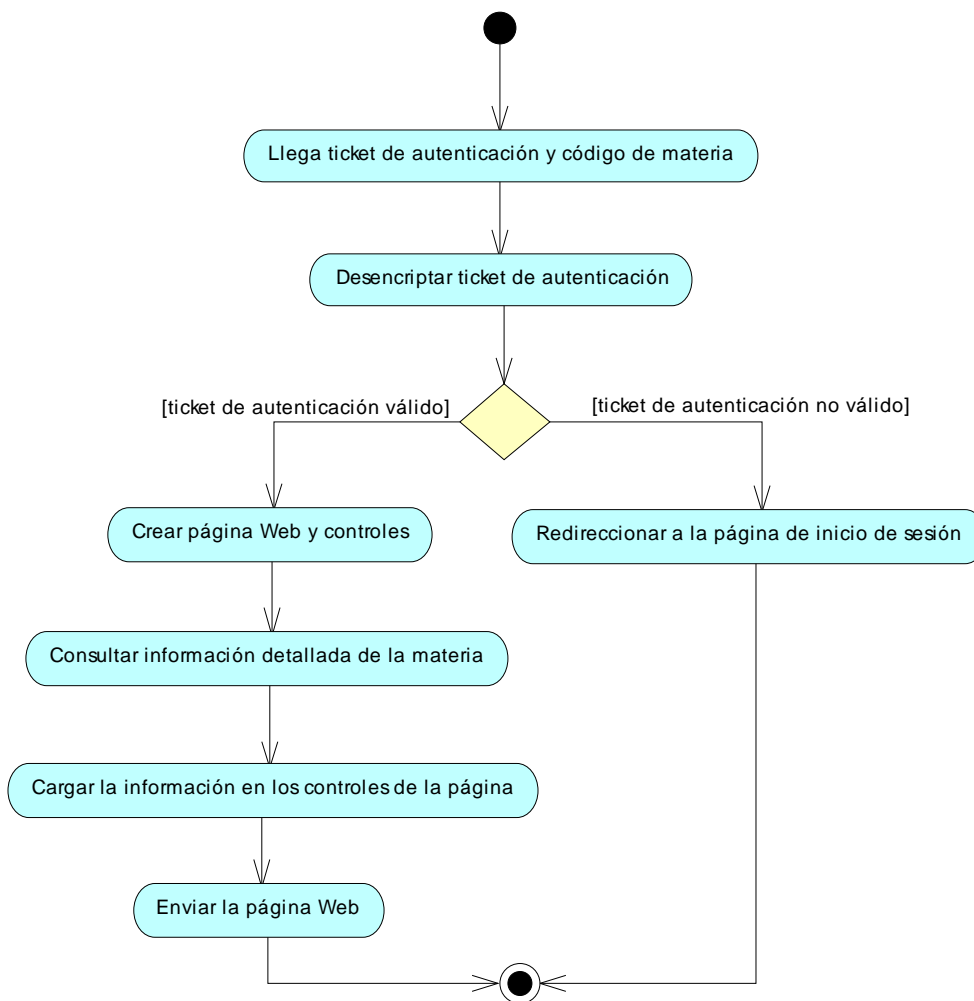 Llega ticket de autenticación y código de materia
Desencriptar ticket de autenticación
[ticket de autenticación válido]
[ticket de autenticación no válido]
Crear página Web y controles
Redireccionar a la página de inicio de sesión
Consultar información detallada de la materia
Cargar la información en los controles de la página
Enviar la página Web